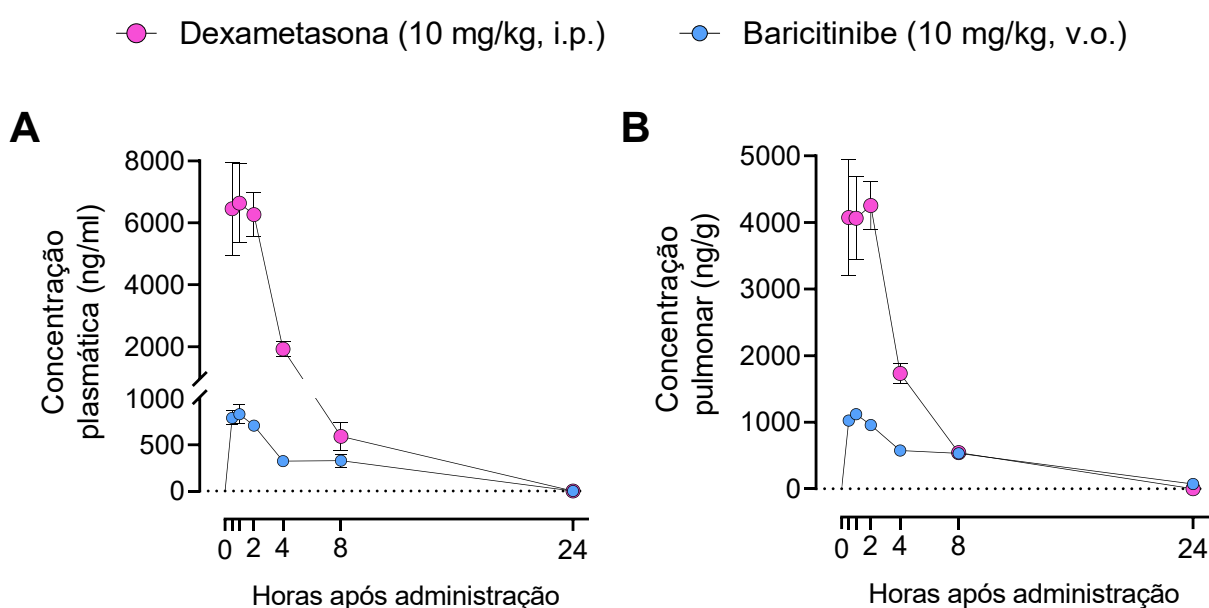 Dexametasona (10 mg/kg, i.p.)
Baricitinibe (10 mg/kg, v.o.)
A
Concentração
plasmática (ng/ml)
8000
6000
4000
2000
1000
500
0
0 2 4 8 24
Horas após administração
B
Concentração
pulmonar (ng/g)
5000
4000
3000
2000
1000
0
0 2 4 8 24
Horas após administração